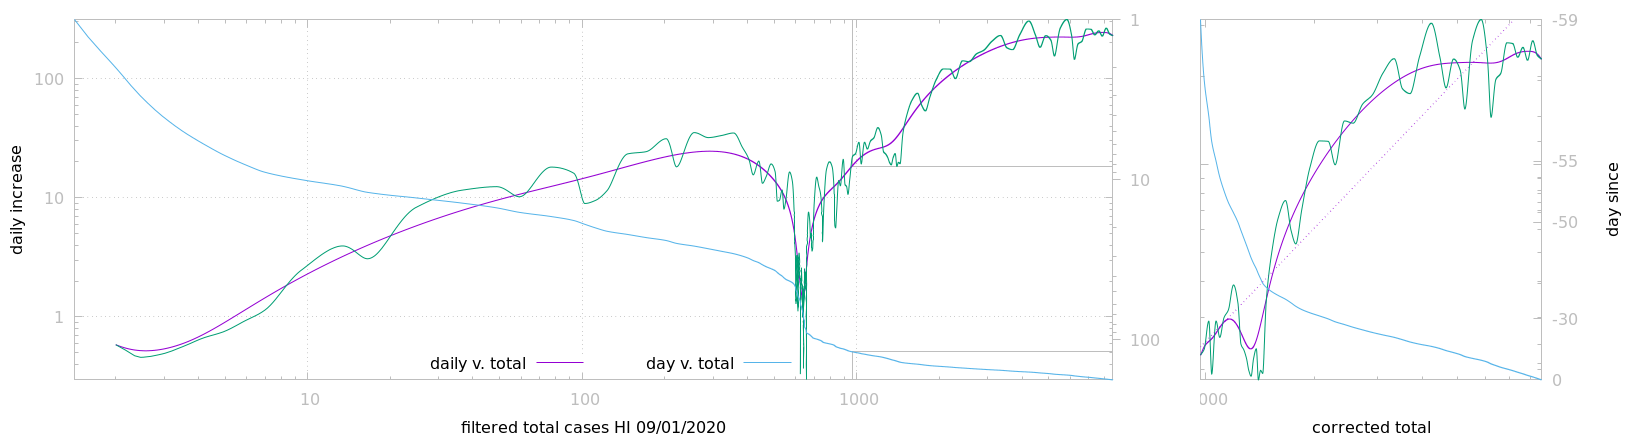 1
-59
100
10
-55
daily increase
10
-50
day since
1
-30
100
daily v. total
day v. total
0
10
100
1000
000
filtered total cases HI 09/01/2020
corrected total